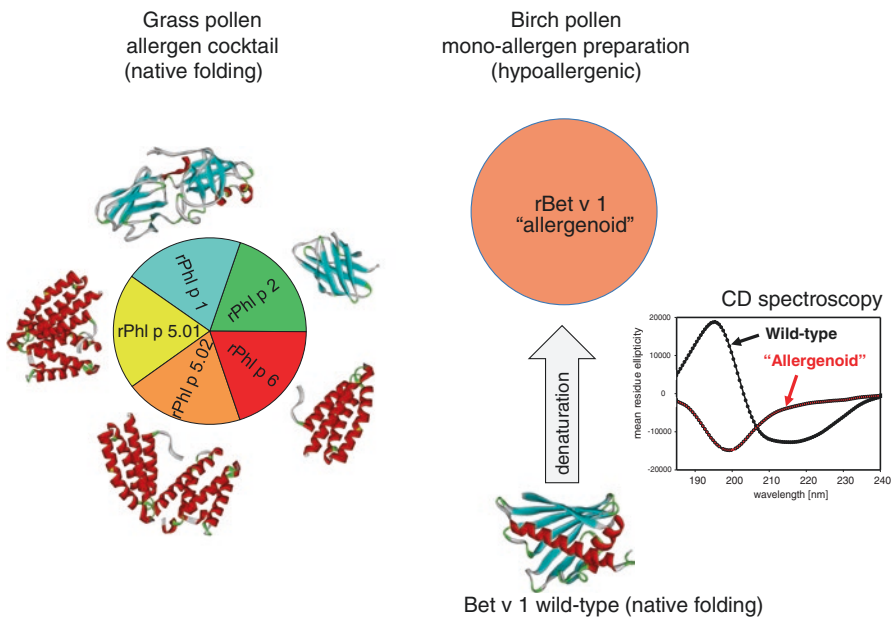 Grass pollen
allergen cocktail
(native folding)
Birch pollen
mono-allergen preparation
(hypoallergenic)
rPhl p 1
rPhl p 2
rPhl p 5.01
rPhl p 5.02
rPhl p 6
rBet v 1
“allergenoid”
denaturation
Bet v 1 wild-type (native folding)
CD spectroscopy
Wild-type
“Allergenoid”
mean residue ellipticity
20000
10000
0
-10000
-20000
190
200
210
220
230
240
wavelength [nm]